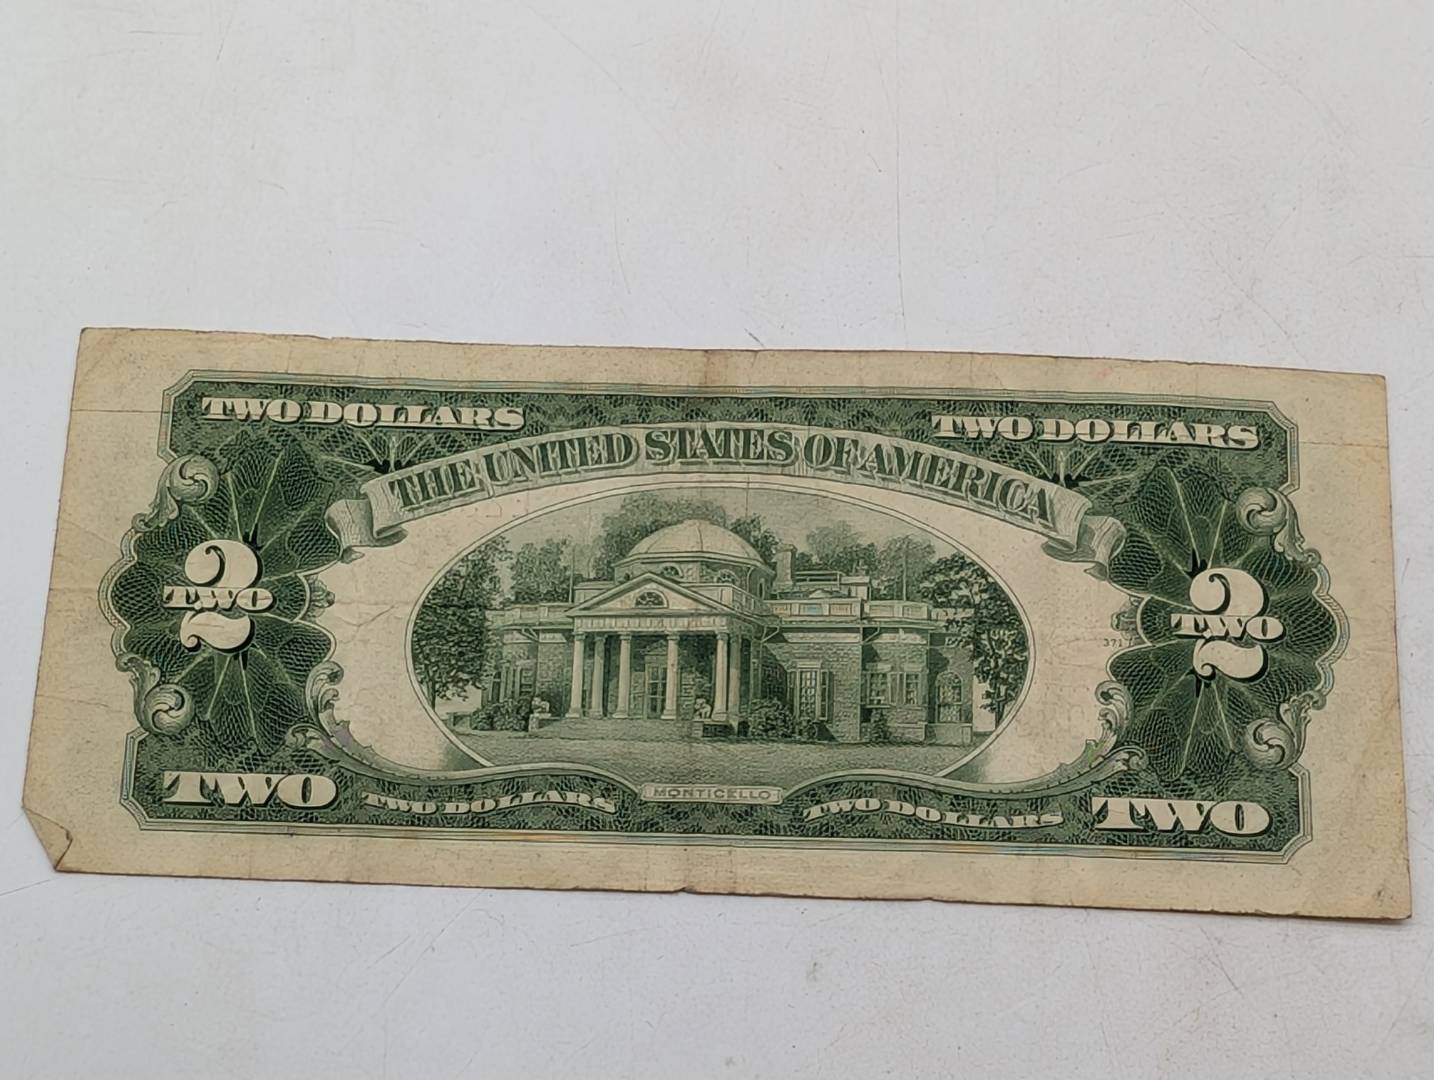 TWO DOLLARS
TWO DOLLARS
THE UNITED STATES OF AMERICA
2
TWO
2
TWO
TWO
TWO DOLLARS
MONTICELLO
TWO DOLLARS
TWO